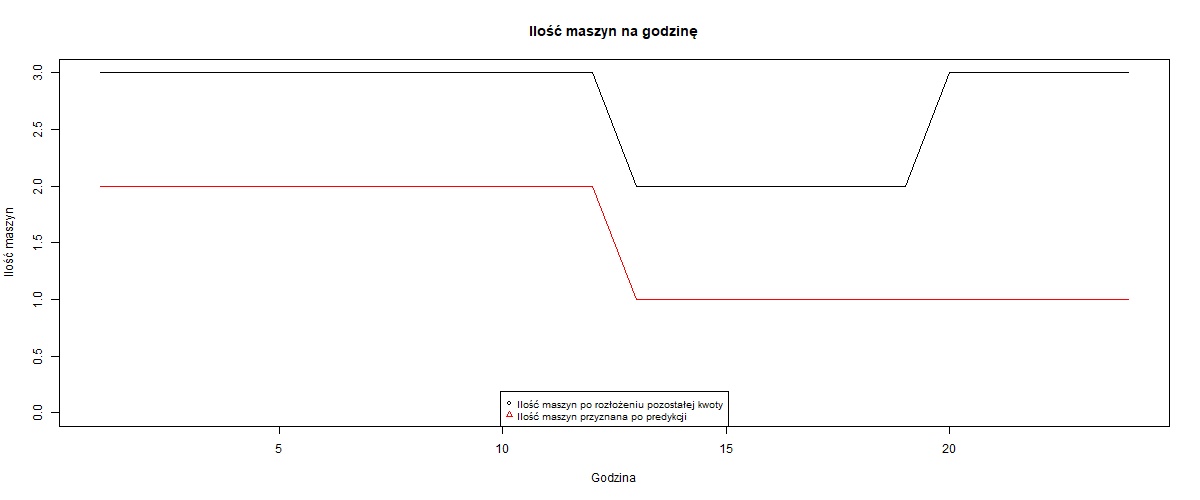 Ilość maszyn na godzinę
Ilość maszyn
3.0
2.5
2.0
1.5
1.0
0.5
0.0
Ilość maszyn po rozłożeniu pozostałej kwoty
Ilość maszyn przyznana po predykcji
5 10 15 20
Godzina